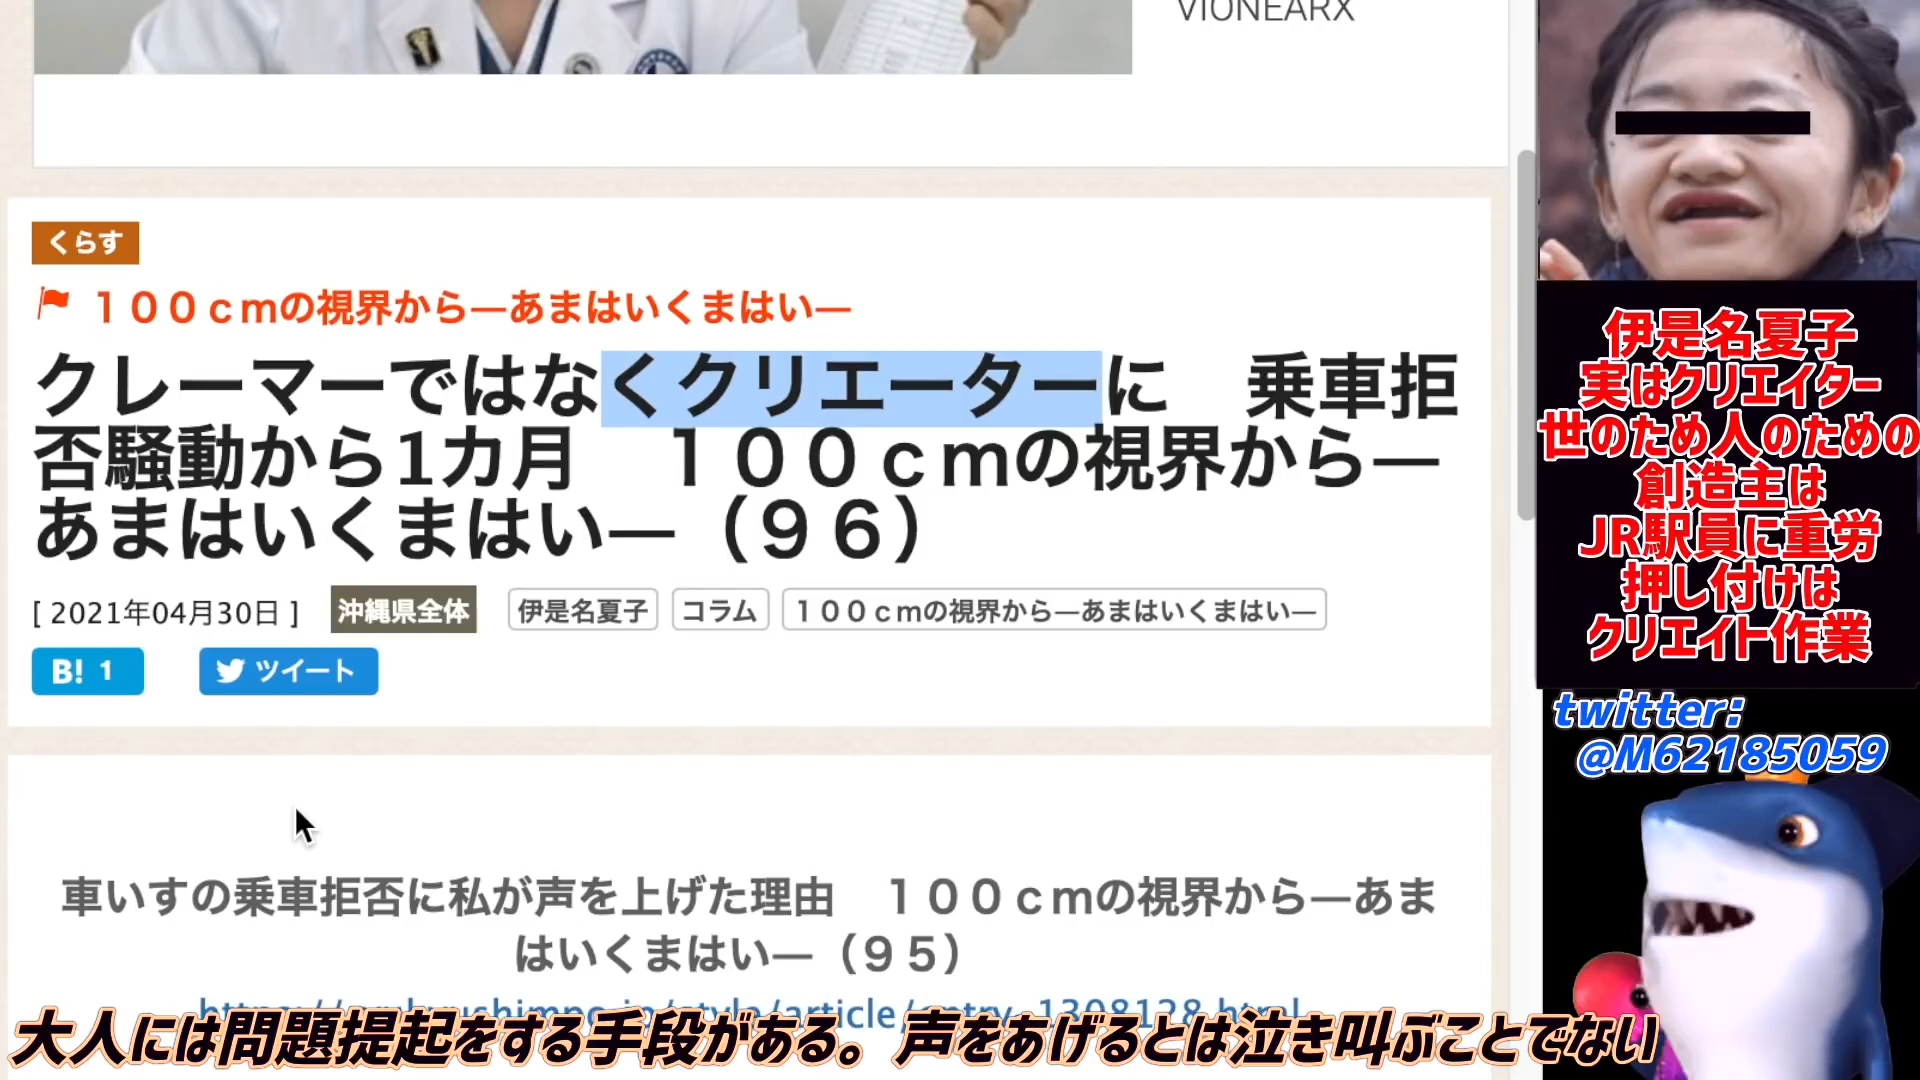 VIONEARX
くらす
１００ｃｍの視界から―あまはいくまはい―
クレーマーではなくクリエーターに　乗車拒
否騒動から1カ月　１００ｃｍの視界から―
あまはいくまはい―（９６）
[ 2021年04月30日 ] 沖縄県全体 伊是名夏子 コラム １００ｃｍの視界から―あまはいくまはい―
B! 1 ツイート
車いすの乗車拒否に私が声を上げた理由　１００ｃｍの視界から―あま
はいくまはい―（９５）
大人には問題提起をする手段がある。声をあげるとは泣き叫ぶことでない
伊是名夏子
実はクリエイター
世のため人のための
創造主は
JR駅員に重労
押し付けは
クリエイト作業
twitter:
@M62185059